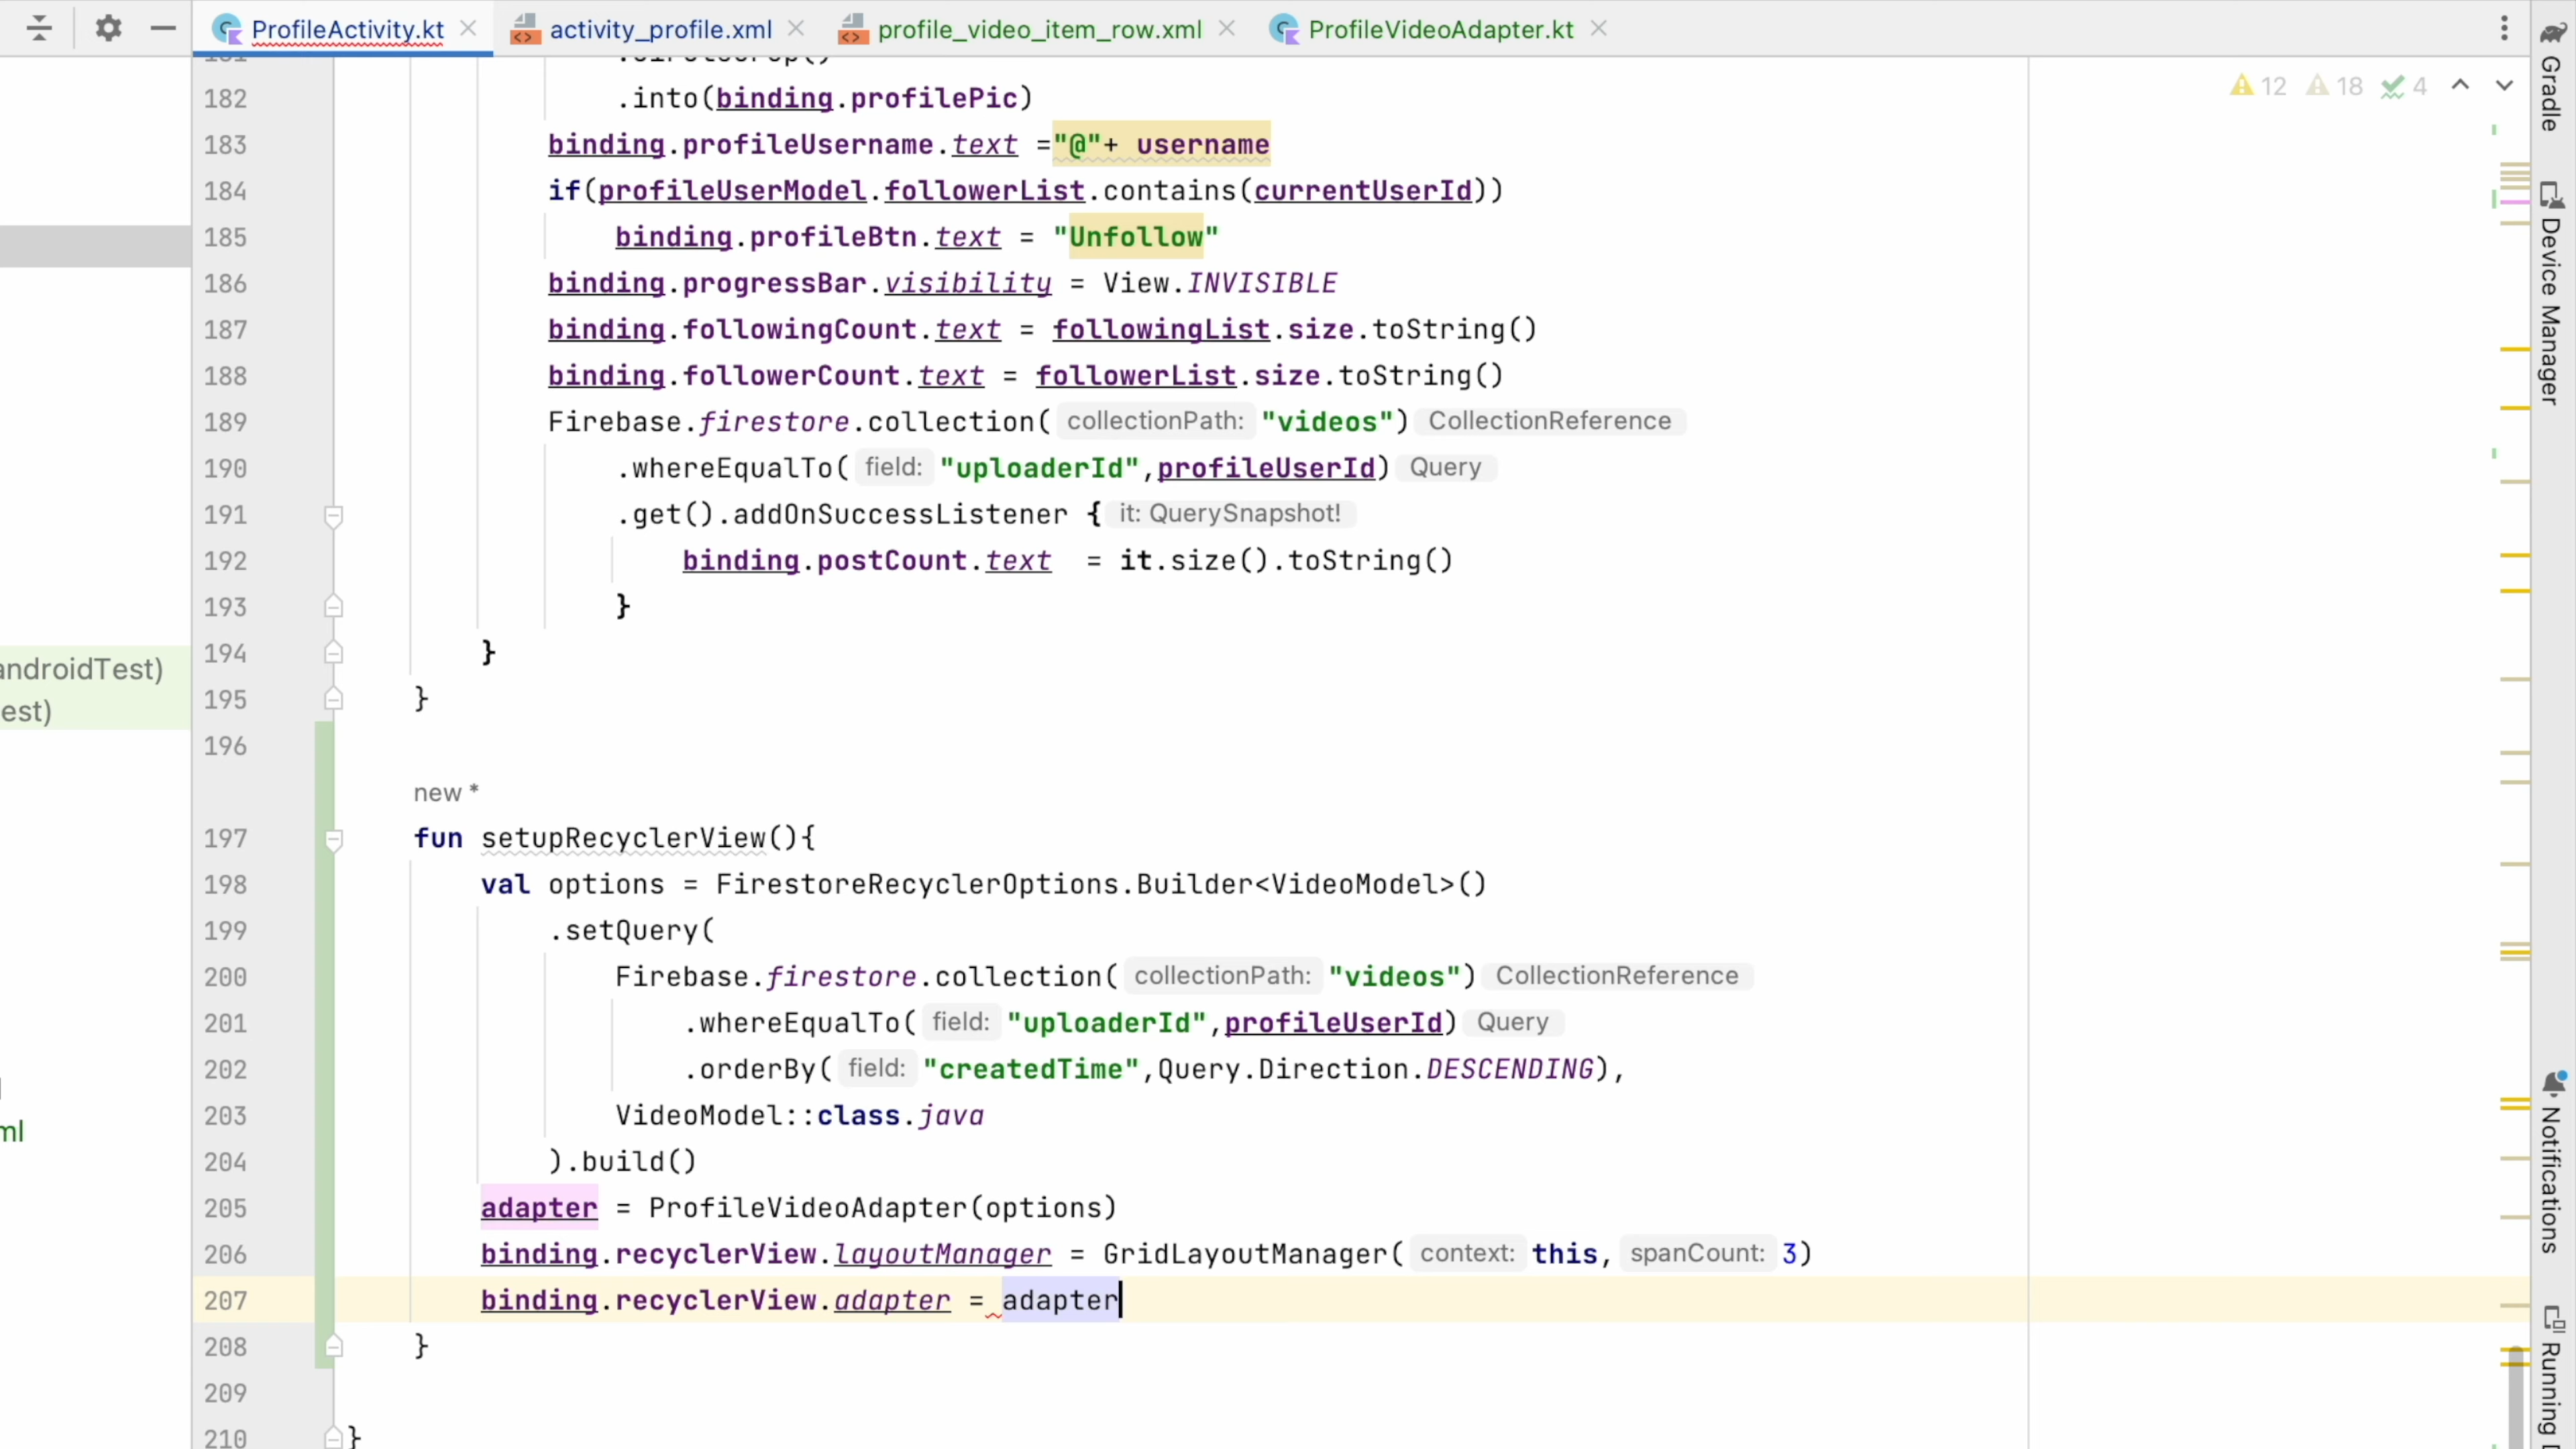 ProfileActivity.kt activity_profile.xml profile_video_item_row.xml ProfileVideoAdapter.kt
12 18 4
182 .into(binding.profilePic)
183 binding.profileUsername.text ="@"+ username
184 if(profileUserModel.followerList.contains(currentUserId))
185 binding.profileBtn.text = "Unfollow"
186 binding.progressBar.visibility = View.INVISIBLE
187 binding.followingCount.text = followingList.size.toString()
188 binding.followerCount.text = followerList.size.toString()
189 Firebase.firestore.collection( collectionPath: "videos") CollectionReference
190 .whereEqualTo( field: "uploaderId",profileUserId) Query
191 .get().addOnSuccessListener { it: QuerySnapshot!
192 binding.postCount.text  = it.size().toString()
193 }
194 }
195 }
196
new *
197 fun setupRecyclerView(){
198 val options = FirestoreRecyclerOptions.Builder<VideoModel>()
199 .setQuery(
200 Firebase.firestore.collection( collectionPath: "videos") CollectionReference
201 .whereEqualTo( field: "uploaderId",profileUserId) Query
202 .orderBy( field: "createdTime",Query.Direction.DESCENDING),
203 VideoModel::class.java
204 ).build()
205 adapter = ProfileVideoAdapter(options)
206 binding.recyclerView.layoutManager = GridLayoutManager( context: this, spanCount: 3)
207 binding.recyclerView.adapter = adapter
208 }
209
210 }
androidTest)
est)
ml
Gradle
Device Manager
Notifications
Running